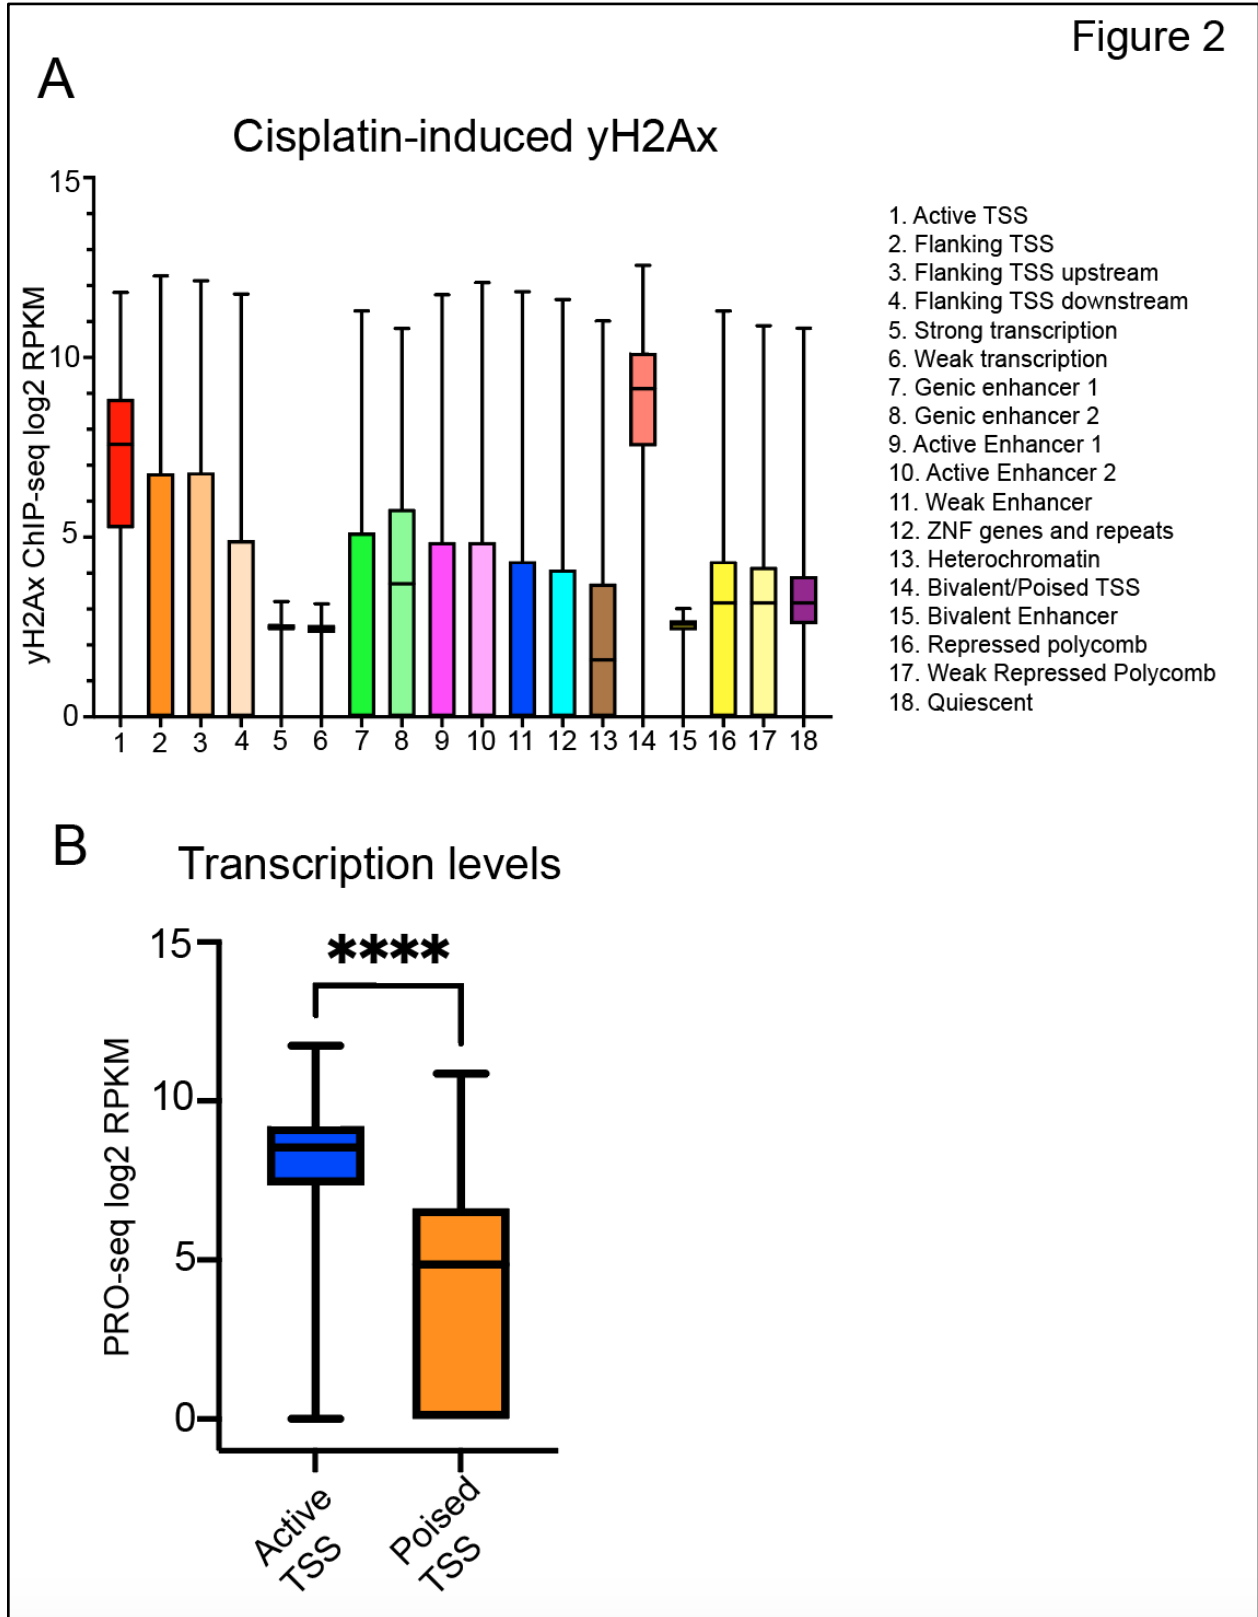 Figure 2
A
Cisplatin-induced yH2Ax
15
10
5
0
yH2Ax ChIP-seq log2 RPKM
1 2 3 4 5 6 7 8 9 10 11 12 13 14 15 16 17 18
1. Active TSS
2. Flanking TSS
3. Flanking TSS upstream
4. Flanking TSS downstream
5. Strong transcription
6. Weak transcription
7. Genic enhancer 1
8. Genic enhancer 2
9. Active Enhancer 1
10. Active Enhancer 2
11. Weak Enhancer
12. ZNF genes and repeats
13. Heterochromatin
14. Bivalent/Poised TSS
15. Bivalent Enhancer
16. Repressed polycomb
17. Weak Repressed Polycomb
18. Quiescent
B
Transcription levels
****
15
10
5
0
PRO-seq log2 RPKM
Active
TSS
Poised
TSS